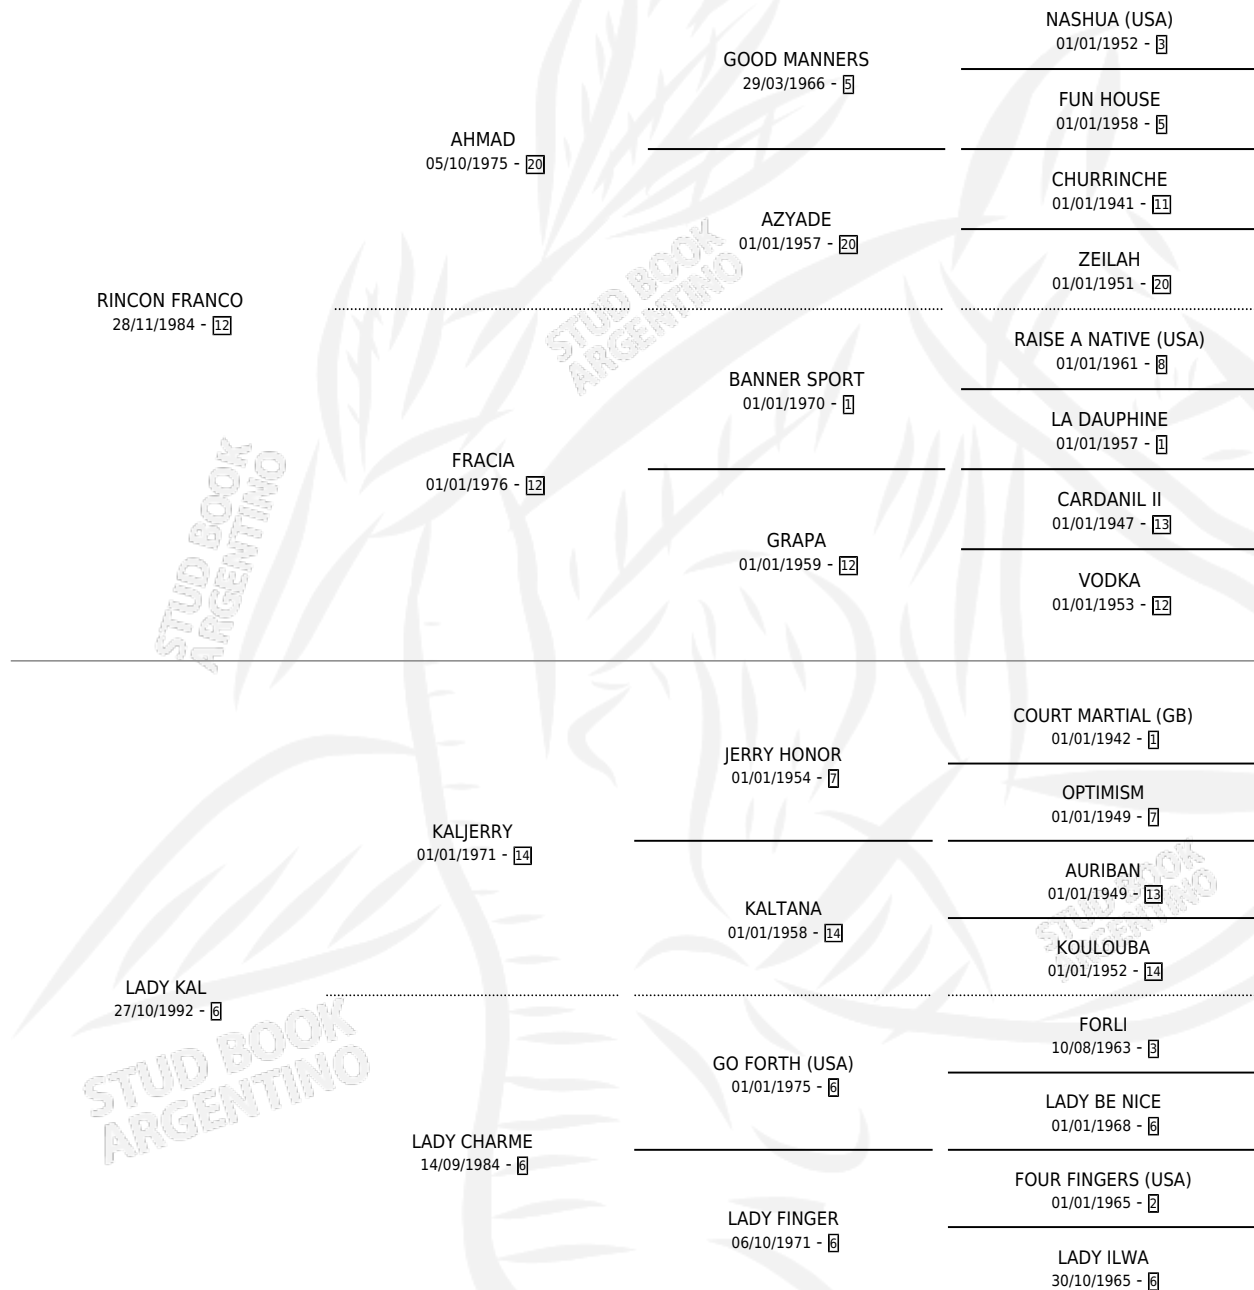 NASHUA (USA)
01/01/1952 - 3
GOOD MANNERS
29/03/1966 - 5
FUN HOUSE
01/01/1958 - 5
AHMAD
05/10/1975 - 20
CHURRINCHE
01/01/1941 - 11
AZYADE
01/01/1957 - 20
ZEILAH
01/01/1951 - 20
RINCON FRANCO
28/11/1984 - 12
RAISE A NATIVE (USA)
01/01/1961 - 8
BANNER SPORT
01/01/1970 - 1
LA DAUPHINE
01/01/1957 - 1
FRACIA
01/01/1976 - 12
CARDANIL II
01/01/1947 - 13
GRAPA
01/01/1959 - 12
VODKA
01/01/1953 - 12
COURT MARTIAL (GB)
01/01/1942 - 1
JERRY HONOR
01/01/1954 - 7
OPTIMISM
01/01/1949 - 7
KALJERRY
01/01/1971 - 14
AURIBAN
01/01/1949 - 13
KALTANA
01/01/1958 - 14
KOULOUBA
01/01/1952 - 14
LADY KAL
27/10/1992 - 6
FORLI
10/08/1963 - 3
GO FORTH (USA)
01/01/1975 - 6
LADY BE NICE
01/01/1968 - 6
LADY CHARME
14/09/1984 - 6
FOUR FINGERS (USA)
01/01/1965 - 2
LADY FINGER
06/10/1971 - 6
LADY ILWA
30/10/1965 - 6
STUD BOOK
ARGENTINO
STUD BOOK
ARGENTINO
STUD BOOK
ARGENTINO
STUD BOOK
ARGENTINO